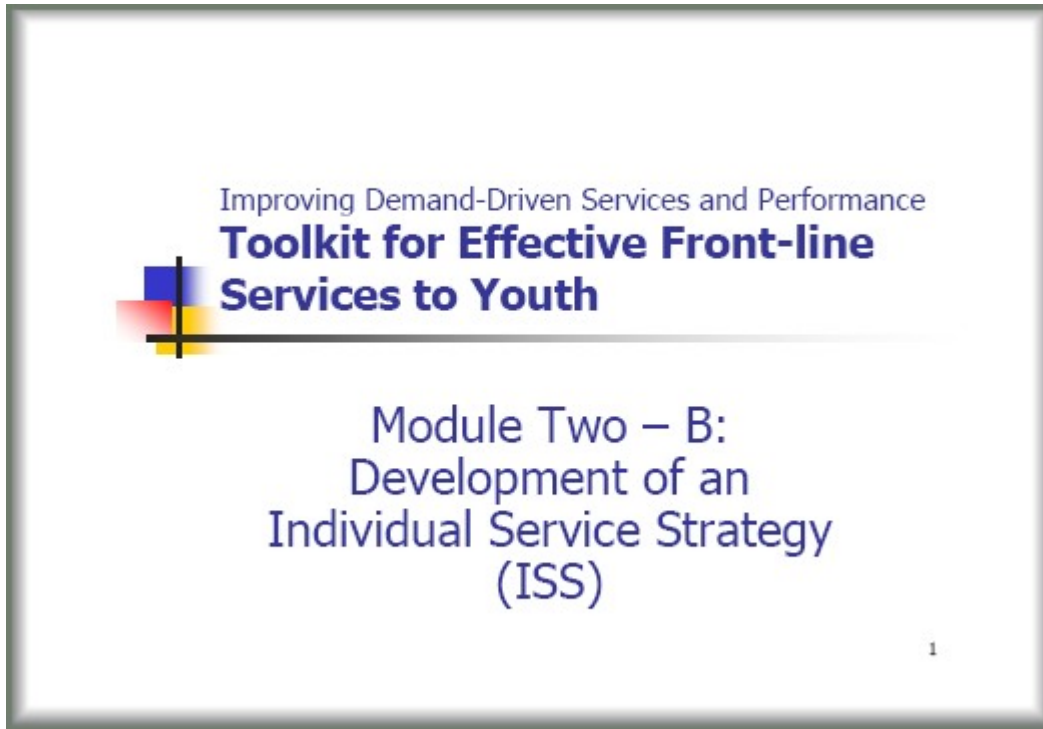 Improving Demand-Driven Services and Performance
Toolkit for Effective Front-line
Services to Youth
Module Two – B:
Development of an
Individual Service Strategy
(ISS)
1